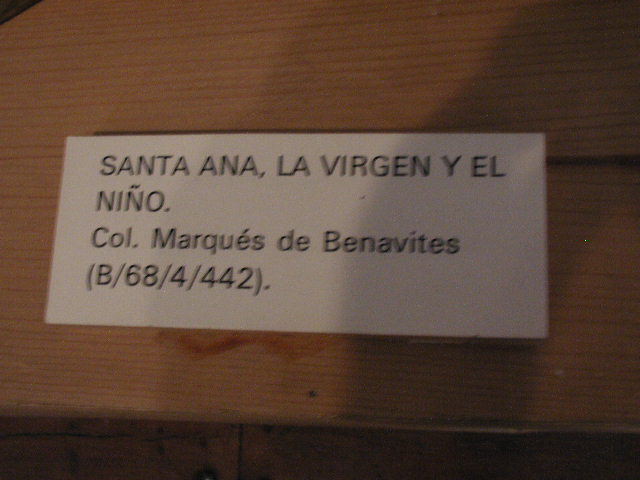 SANTA ANA, LA VIRGEN Y EL
NIÑO.
Col. Marqués de Benavites
(B/68/4/442).